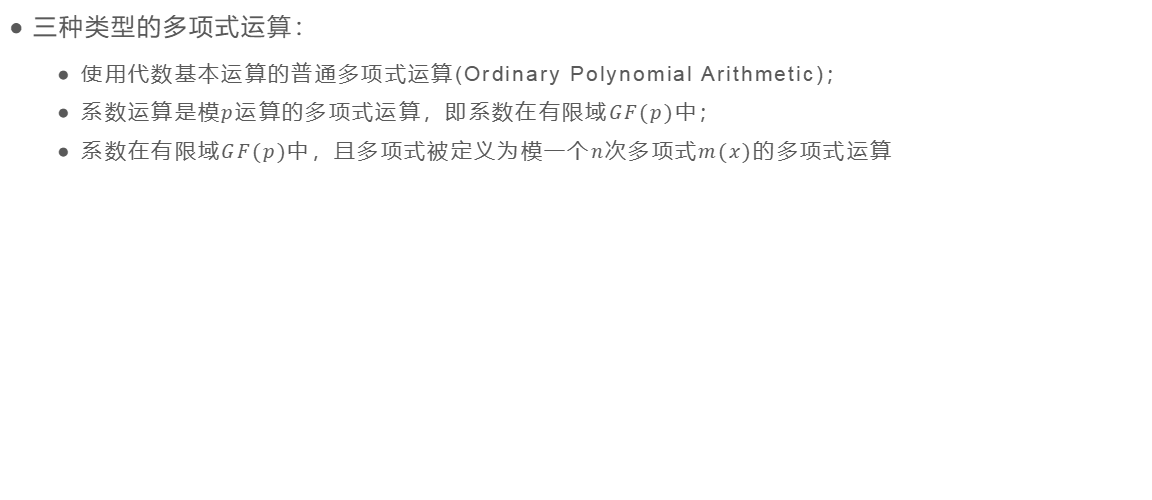 ● 三种类型的多项式运算：
● 使用代数基本运算的普通多项式运算(Ordinary Polynomial Arithmetic)；
● 系数运算是模p运算的多项式运算，即系数在有限域GF(p)中；
● 系数在有限域GF(p)中，且多项式被定义为模一个n次多项式m(x)的多项式运算